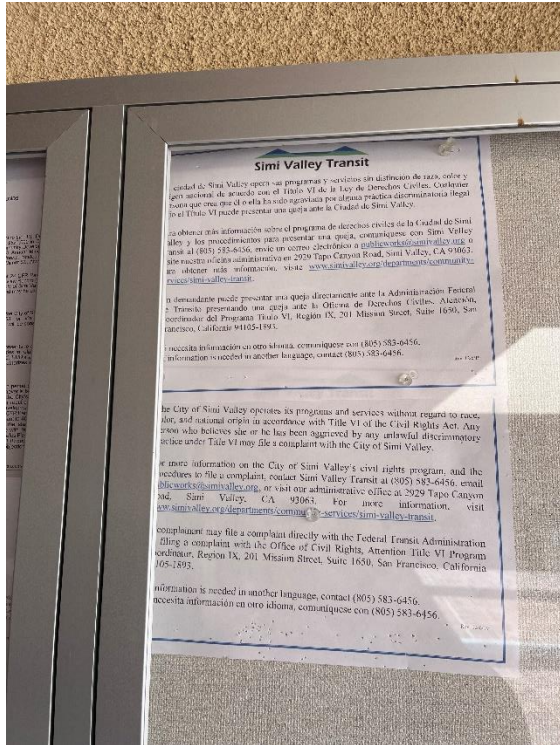 Simi Valley Transit
ciudad de Simi Valley opera sus programas y servicios sin distinción de raza, color y
igen nacional de acuerdo con el Título VI de la Ley de Derechos Civiles. Cualquier
rsona que crea que él o ella ha sido agraviada por alguna práctica discriminatoria ilegal
jo el Título VI puede presentar una queja ante la Ciudad de Simi Valley.
ra obtener más información sobre el programa de derechos civiles de la Ciudad de Simi
alley y los procedimientos para presentar una queja, comuníquese con Simi Valley
ansit al (805) 583-6456, envíe un correo electrónico a publicworks@simivalley.org o
site nuestra oficina administrativa en 2929 Tapo Canyon Road, Simi Valley, CA 93063.
ra obtener más información, visite www.simivalley.org/departments/community-
rvices/simi-valley-transit.
n demandante puede presentar una queja directamente ante la Administración Federal
e Tránsito presentando una queja ante la Oficina de Derechos Civiles, Atención,
oordinador del Programa Título VI, Región IX, 201 Mission Street, Suite 1650, San
rancisco, California 94105-1893.
necesita información en otro idioma, comuníquese con (805) 583-6456.
information is needed in another language, contact (805) 583-6456.
he City of Simi Valley operates its programs and services without regard to race,
lor, and national origin in accordance with Title VI of the Civil Rights Act. Any
rson who believes she or he has been aggrieved by any unlawful discriminatory
actice under Title VI may file a complaint with the City of Simi Valley.
or more information on the City of Simi Valley's civil rights program, and the
ocedures to file a complaint, contact Simi Valley Transit at (805) 583-6456, email
ublicworks@simivalley.org, or visit our administrative office at 2929 Tapo Canyon
oad, Simi Valley, CA 93063. For more information, visit
ww.simivalley.org/departments/community-services/simi-valley-transit.
complainant may file a complaint directly with the Federal Transit Administration
filing a complaint with the Office of Civil Rights, Attention Title VI Program
oordinator, Region IX, 201 Mission Street, Suite 1650, San Francisco, California
105-1893.
information is needed in another language, contact (805) 583-6456.
necesita información en otro idioma, comuníquese con (805) 583-6456.